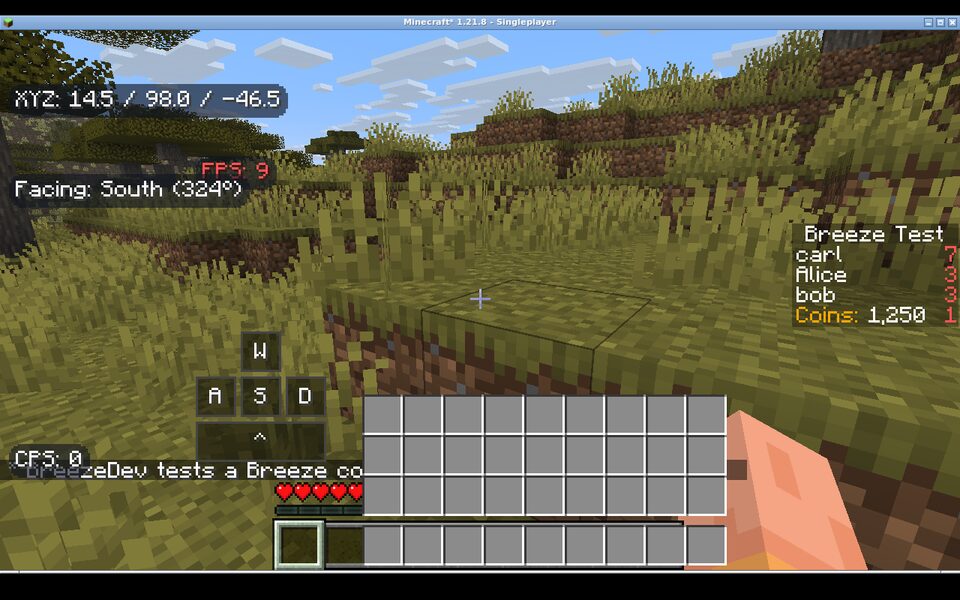 Minecraft* 1.21.8 - Singleplayer
XYZ: 14.5 / 98.0 / -46.5
FPS: 9
Facing: South (324º)
Breeze Test
carl 7
Alice 3
bob 3
Coins: 1,250 1
W
A S D
^
CPS: 0
BreezeDev tests a Breeze co